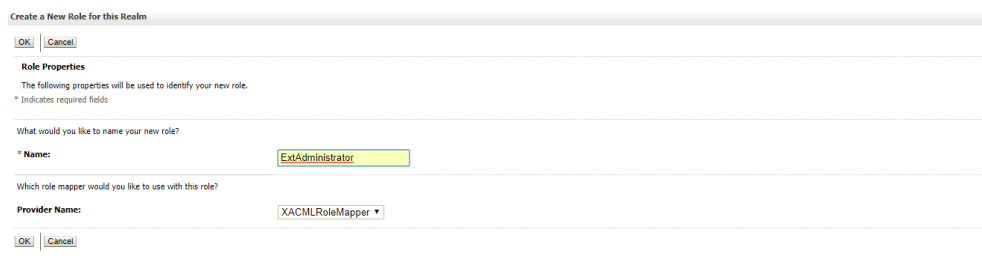 Create a New Role for this Realm
OK Cancel
Role Properties
The following properties will be used to identify your new role.
* Indicates required fields
What would you like to name your new role?
* Name: ExtAdministrator
Which role mapper would you like to use with this role?
Provider Name: XACMLRoleMapper
OK Cancel